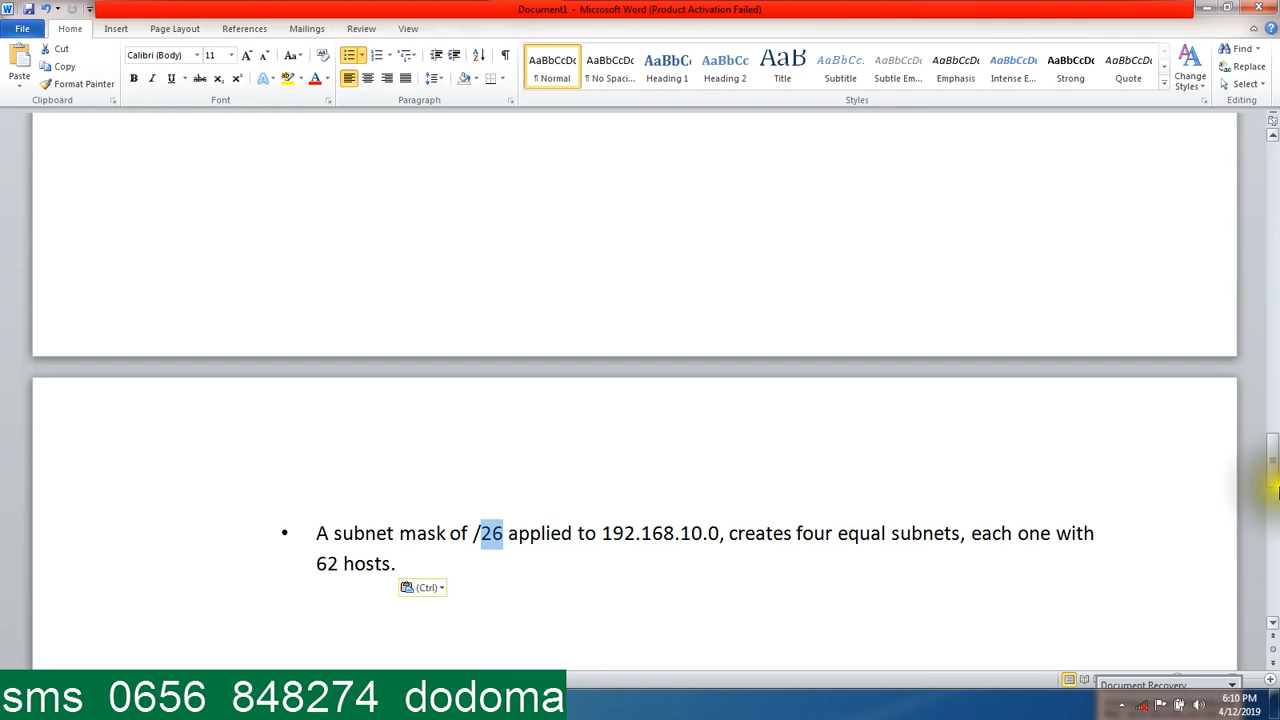 Document1 - Microsoft Word (Product Activation Failed)
File Home Insert Page Layout References Mailings Review View
Paste
Cut
Copy
Format Painter
Clipboard
Calibri (Body) 11
Font
Paragraph
AaBbCcDc ¶ Normal
AaBbCcDc ¶ No Spaci...
AaBbC( Heading 1
AaBbCc Heading 2
AaB Title
AaBbCc. Subtitle
AaBbCcDc Subtle Em...
AaBbCcDc Emphasis
AaBbCcDc Intense E...
AaBbCcDc Strong
AaBbCcDc Quote
Change Styles
Styles
Find
Replace
Select
Editing
• A subnet mask of /26 applied to 192.168.10.0, creates four equal subnets, each one with
62 hosts.
(Ctrl)
sms 0656 848274 dodoma
Document Recovery
6:10 PM
4/12/2019